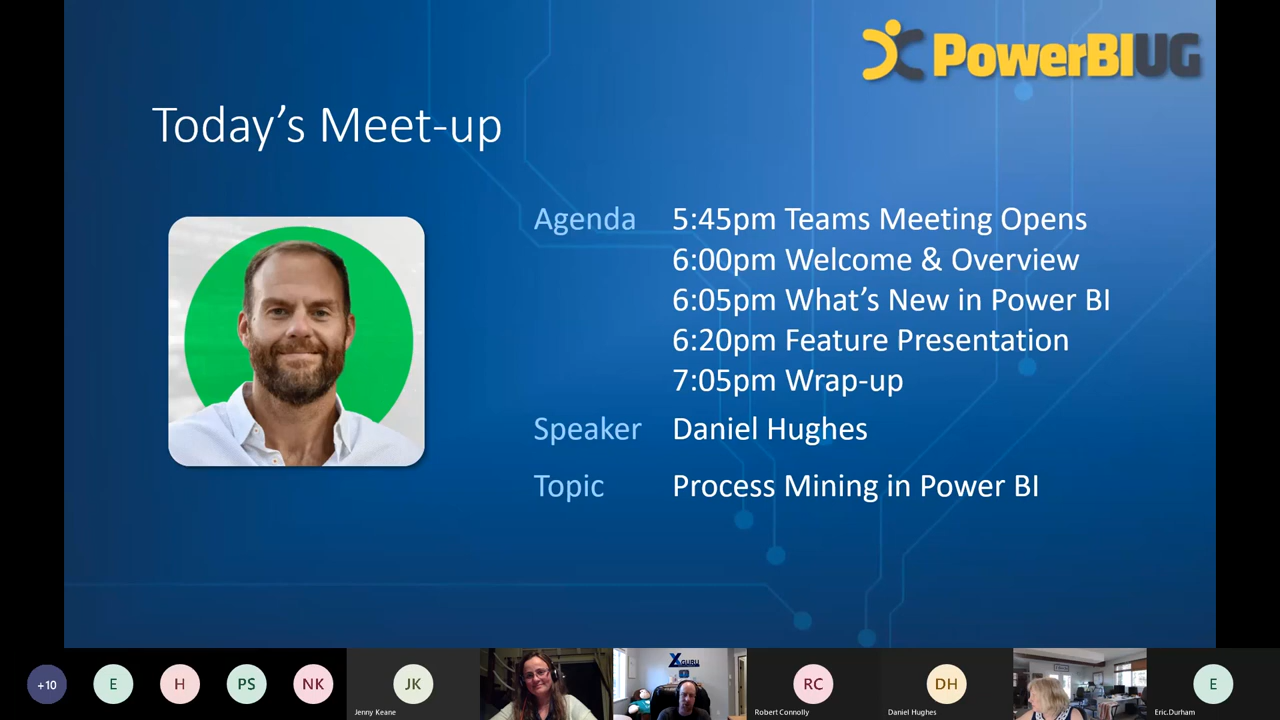 PowerBIUG
Today's Meet-up
Agenda 5:45pm Teams Meeting Opens
6:00pm Welcome & Overview
6:05pm What's New in Power BI
6:20pm Feature Presentation
7:05pm Wrap-up
Speaker Daniel Hughes
Topic Process Mining in Power BI
+10 E H PS NK JK RC DH E
XLGURU
Jenny Keane Robert Connolly Daniel Hughes Eric.Durham